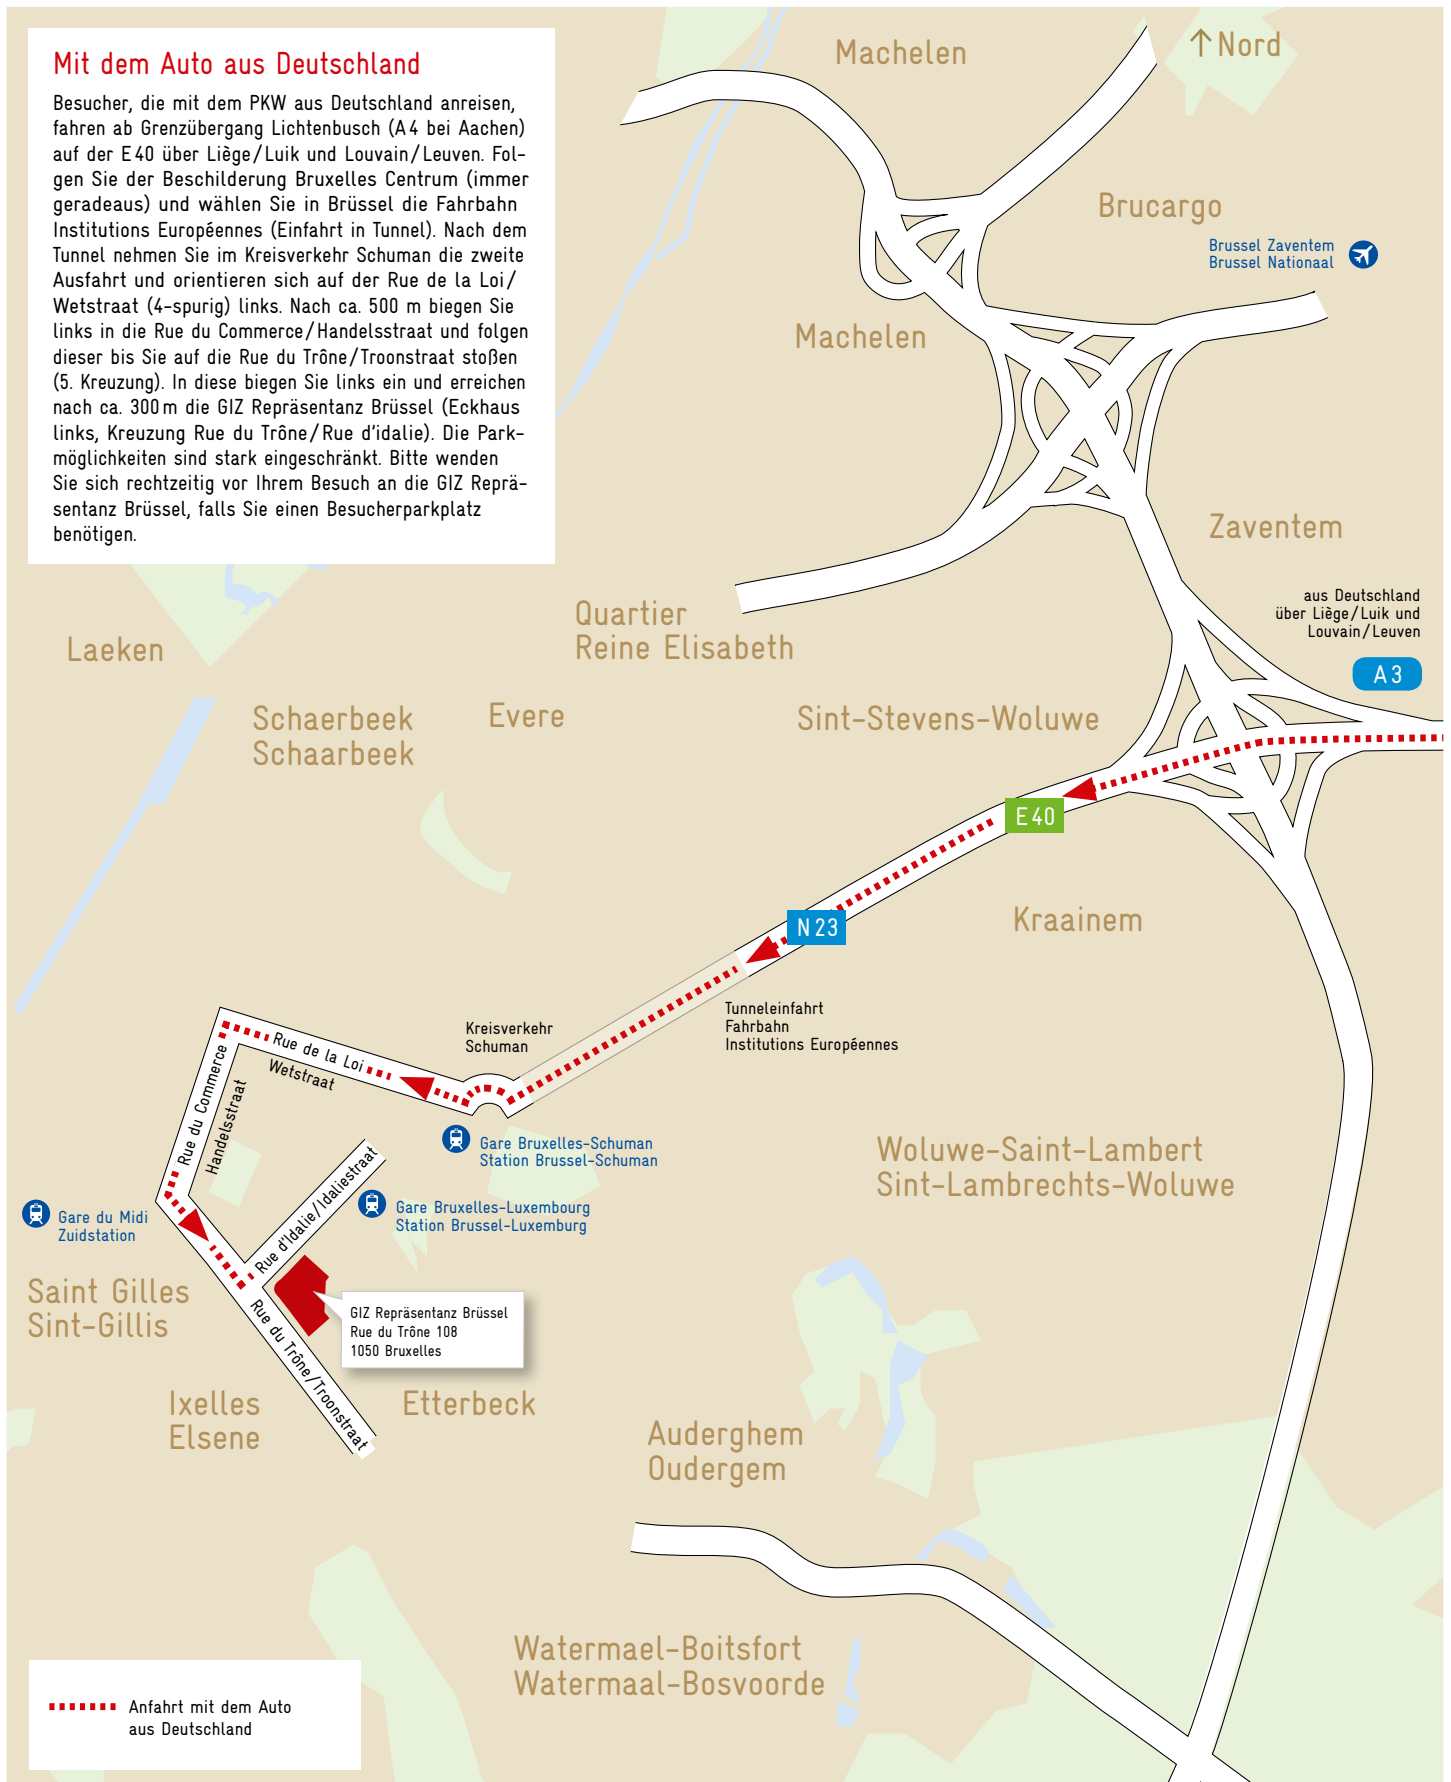 Mit dem Auto aus Deutschland
Besucher, die mit dem PKW aus Deutschland anreisen,
fahren ab Grenzübergang Lichtenbusch (A4 bei Aachen)
auf der E40 über Liège/Luik und Louvain/Leuven. Fol-
gen Sie der Beschilderung Bruxelles Centrum (immer
geradeaus) und wählen Sie in Brüssel die Fahrbahn
Institutions Européennes (Einfahrt in Tunnel). Nach dem
Tunnel nehmen Sie im Kreisverkehr Schuman die zweite
Ausfahrt und orientieren sich auf der Rue de la Loi/
Wetstraat (4-spurig) links. Nach ca. 500 m biegen Sie
links in die Rue du Commerce/Handelsstraat und folgen
dieser bis Sie auf die Rue du Trône/Troonstraat stoßen
(5. Kreuzung). In diese biegen Sie links ein und erreichen
nach ca. 300 m die GIZ Repräsentanz Brüssel (Eckhaus
links, Kreuzung Rue du Trône/Rue d'idalie). Die Park-
möglichkeiten sind stark eingeschränkt. Bitte wenden
Sie sich rechtzeitig vor Ihrem Besuch an die GIZ Reprä-
sentanz Brüssel, falls Sie einen Besucherparkplatz
benötigen.
Machelen
↑ Nord
Brucargo
Brussel Zaventem
Brussel Nationaal
Machelen
Zaventem
aus Deutschland
über Liège/Luik und
Louvain/Leuven
A3
Quartier
Reine Elisabeth
Laeken
Schaerbeek
Schaarbeek
Evere
Sint-Stevens-Woluwe
E40
N23
Kraainem
Tunneleinfahrt
Fahrbahn
Institutions Européennes
Kreisverkehr
Schuman
Rue de la Loi
Wetstraat
Rue du Commerce
Handelsstraat
Gare Bruxelles-Schuman
Station Brussel-Schuman
Woluwe-Saint-Lambert
Sint-Lambrechts-Woluwe
Rue d'Idalie/Idaliestraat
Gare Bruxelles-Luxembourg
Station Brussel-Luxemburg
Gare du Midi
Zuidstation
Saint Gilles
Sint-Gillis
GIZ Repräsentanz Brüssel
Rue du Trône 108
1050 Bruxelles
Rue du Trône/Troonstraat
Ixelles
Elsene
Etterbeck
Auderghem
Oudergem
Watermael-Boitsfort
Watermaal-Bosvoorde
Anfahrt mit dem Auto
aus Deutschland